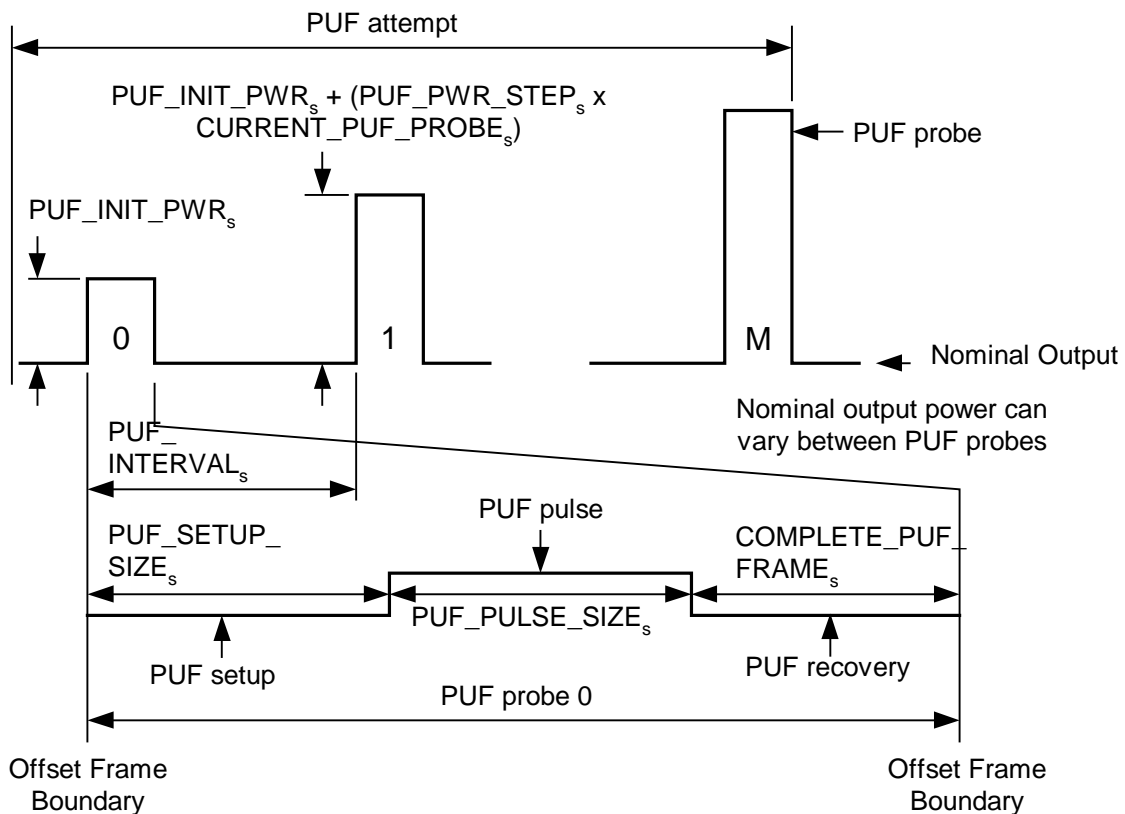 PUF attempt
PUF_INIT_PWRs + (PUF_PWR_STEPs x
CURRENT_PUF_PROBEs)
PUF probe
PUF_INIT_PWRs
0
1
M
Nominal Output
Nominal output power can
vary between PUF probes
PUF_
INTERVALs
PUF pulse
PUF_SETUP_
SIZEs
COMPLETE_PUF_
FRAMEs
PUF_PULSE_SIZEs
PUF setup
PUF recovery
PUF probe 0
Offset Frame
Boundary
Offset Frame
Boundary